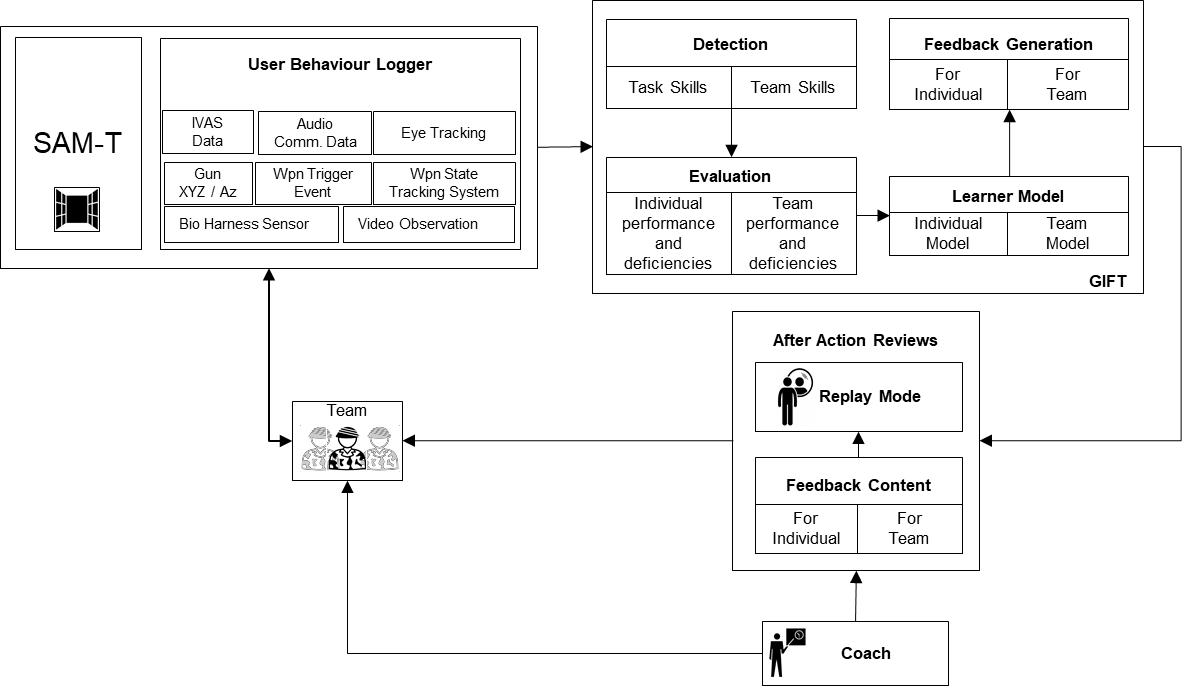 SAM-T
User Behaviour Logger
IVAS
Data
Audio
Comm. Data
Eye Tracking
Gun
XYZ / Az
Wpn Trigger
Event
Wpn State
Tracking System
Bio Harness Sensor
Video Observation
Detection
Task Skills
Team Skills
Evaluation
Individual
performance
and
deficiencies
Team
performance
and
deficiencies
Feedback Generation
For
Individual
For
Team
Learner Model
Individual
Model
Team
Model
GIFT
After Action Reviews
Replay Mode
Feedback Content
For
Individual
For
Team
Team
Coach